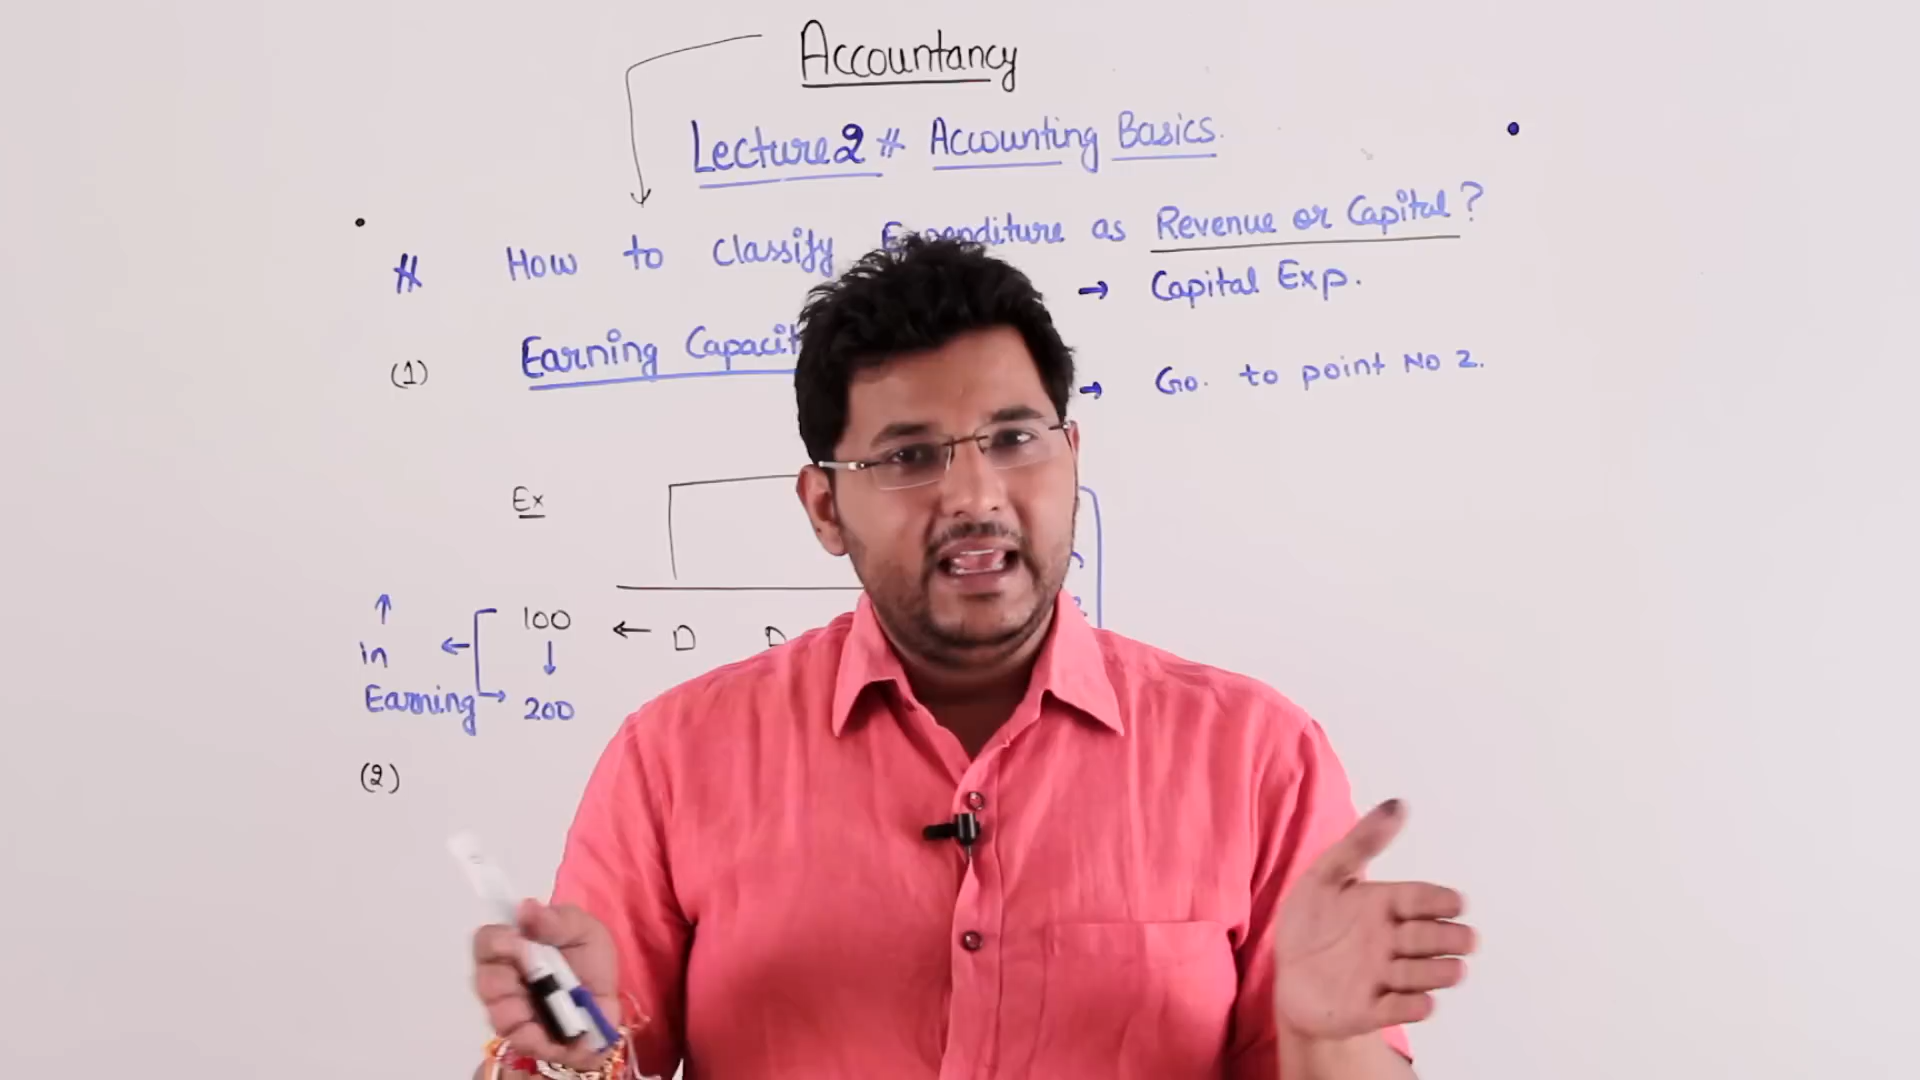 Accountancy
Lecture 2 # Accounting Basics.
# How to Classify Expenditure as Revenue or Capital?
→ Capital Exp.
(1) Earning
→ Go. to point No 2.
Ex
↑ in Earning
← 100 ← D D
↓
→ 200
(2)